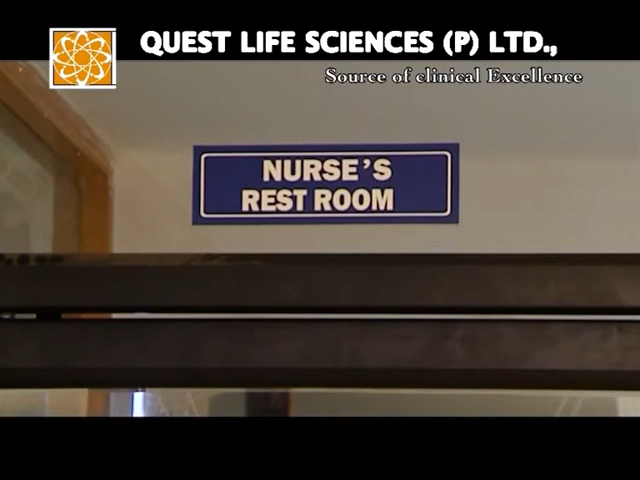 QUEST LIFE SCIENCES (P) LTD.,
Source of clinical Excellence
NURSE'S
REST ROOM